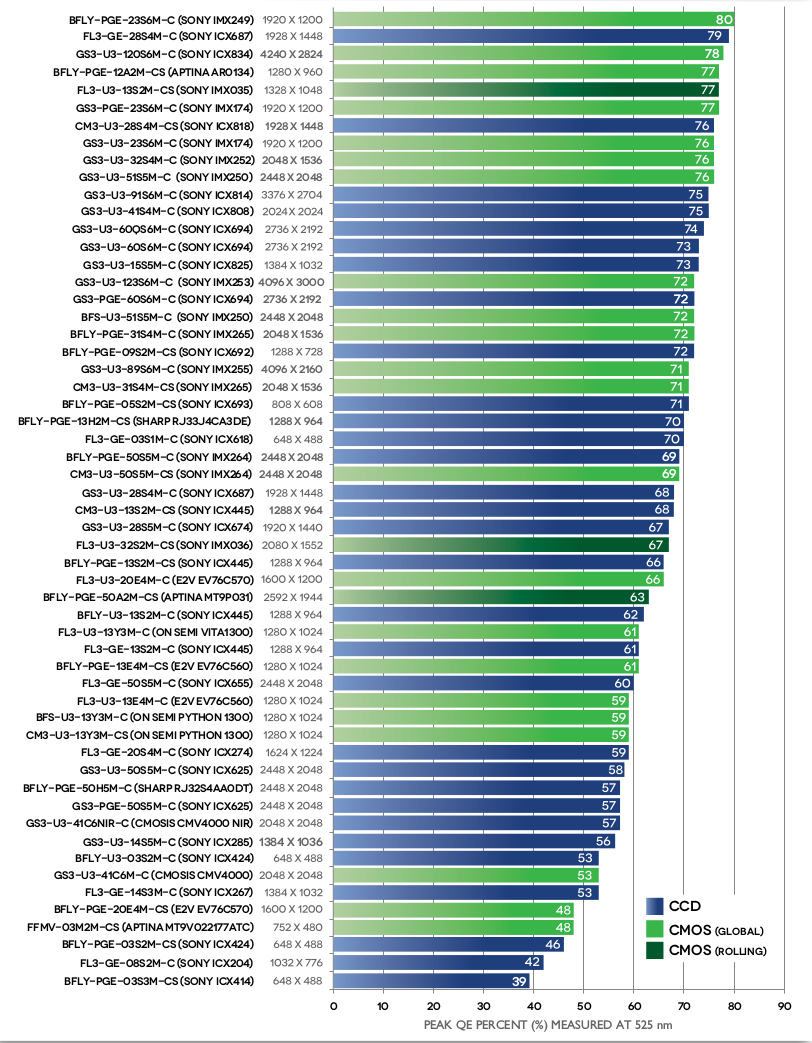 BFLY-PGE-23S6M-C (SONY IMX249) 1920 X 1200 80
FL3-GE-28S4M-C (SONY ICX687) 1928 X 1448 79
GS3-U3-120S6M-C (SONY ICX834) 4240 X 2824 78
BFLY-PGE-12A2M-CS (APTINA AR0134) 1280 X 960 77
FL3-U3-13S2M-CS (SONY IMX035) 1328 X 1048 77
GS3-PGE-23S6M-C (SONY IMX174) 1920 X 1200 77
CM3-U3-28S4M-CS (SONY ICX818) 1928 X 1448 76
GS3-U3-23S6M-C (SONY IMX174) 1920 X 1200 76
GS3-U3-32S4M-C (SONY IMX252) 2048 X 1536 76
GS3-U3-51S5M-C (SONY IMX250) 2448 X 2048 76
GS3-U3-91S6M-C (SONY ICX814) 3376 X 2704 75
GS3-U3-41S4M-C (SONY ICX808) 2024 X 2024 75
GS3-U3-60QS6M-C (SONY ICX694) 2736 X 2192 74
GS3-U3-60S6M-C (SONY ICX694) 2736 X 2192 73
GS3-U3-15S5M-C (SONY ICX825) 1384 X 1032 73
GS3-U3-123S6M-C (SONY IMX253) 4096 X 3000 72
GS3-PGE-60S6M-C (SONY ICX694) 2736 X 2192 72
BFS-U3-51S5M-C (SONY IMX250) 2448 X 2048 72
BFLY-PGE-31S4M-C (SONY IMX265) 2048 X 1536 72
BFLY-PGE-09S2M-CS (SONY ICX692) 1288 X 728 72
GS3-U3-89S6M-C (SONY IMX255) 4096 X 2160 71
CM3-U3-31S4M-CS (SONY IMX265) 2048 X 1536 71
BFLY-PGE-05S2M-CS (SONY ICX693) 808 X 608 71
BFLY-PGE-13H2M-CS (SHARP RJ33J4CA3DE) 1288 X 964 70
FL3-GE-03S1M-C (SONY ICX618) 648 X 488 70
BFLY-PGE-50S5M-C (SONY IMX264) 2448 X 2048 69
CM3-U3-50S5M-CS (SONY IMX264) 2448 X 2048 69
GS3-U3-28S4M-C (SONY ICX687) 1928 X 1448 68
CM3-U3-13S2M-CS (SONY ICX445) 1288 X 964 68
GS3-U3-28S5M-C (SONY ICX674) 1920 X 1440 67
FL3-U3-32S2M-CS (SONY IMX036) 2080 X 1552 67
BFLY-PGE-13S2M-CS (SONY ICX445) 1288 X 964 66
FL3-U3-20E4M-C (E2V EV76C570) 1600 X 1200 66
BFLY-PGE-50A2M-CS (APTINA MT9P031) 2592 X 1944 63
BFLY-U3-13S2M-CS (SONY ICX445) 1288 X 964 62
FL3-U3-13Y3M-C (ON SEMI VITA1300) 1280 X 1024 61
FL3-GE-13S2M-C (SONY ICX445) 1288 X 964 61
BFLY-PGE-13E4M-CS (E2V EV76C560) 1280 X 1024 61
FL3-GE-50S5M-C (SONY ICX655) 2448 X 2048 60
FL3-U3-13E4M-C (E2V EV76C560) 1280 X 1024 59
BFS-U3-13Y3M-C (ON SEMI PYTHON 1300) 1280 X 1024 59
CM3-U3-13Y3M-CS (ON SEMI PYTHON 1300) 1280 X 1024 59
FL3-GE-20S4M-C (SONY ICX274) 1624 X 1224 59
GS3-U3-50S5M-C (SONY ICX625) 2448 X 2048 58
BFLY-PGE-50H5M-C (SHARP RJ32S4AA0DT) 2448 X 2048 57
GS3-PGE-50S5M-C (SONY ICX625) 2448 X 2048 57
GS3-U3-41C6NIR-C (CMOSIS CMV4000 NIR) 2048 X 2048 57
GS3-U3-14S5M-C (SONY ICX285) 1384 X 1036 56
BFLY-U3-03S2M-CS (SONY ICX424) 648 X 488 53
GS3-U3-41C6M-C (CMOSIS CMV4000) 2048 X 2048 53
FL3-GE-14S3M-C (SONY ICX267) 1384 X 1032 53
BFLY-PGE-20E4M-CS (E2V EV76C570) 1600 X 1200 48
FFMV-03M2M-CS (APTINA MT9V022177ATC) 752 X 480 48
BFLY-PGE-03S2M-CS (SONY ICX424) 648 X 488 46
FL3-GE-08S2M-C (SONY ICX204) 1032 X 776 42
BFLY-PGE-03S3M-CS (SONY ICX414) 648 X 488 39
CCD
CMOS (GLOBAL)
CMOS (ROLLING)
0 10 20 30 40 50 60 70 80 90
PEAK QE PERCENT (%) MEASURED AT 525 nm